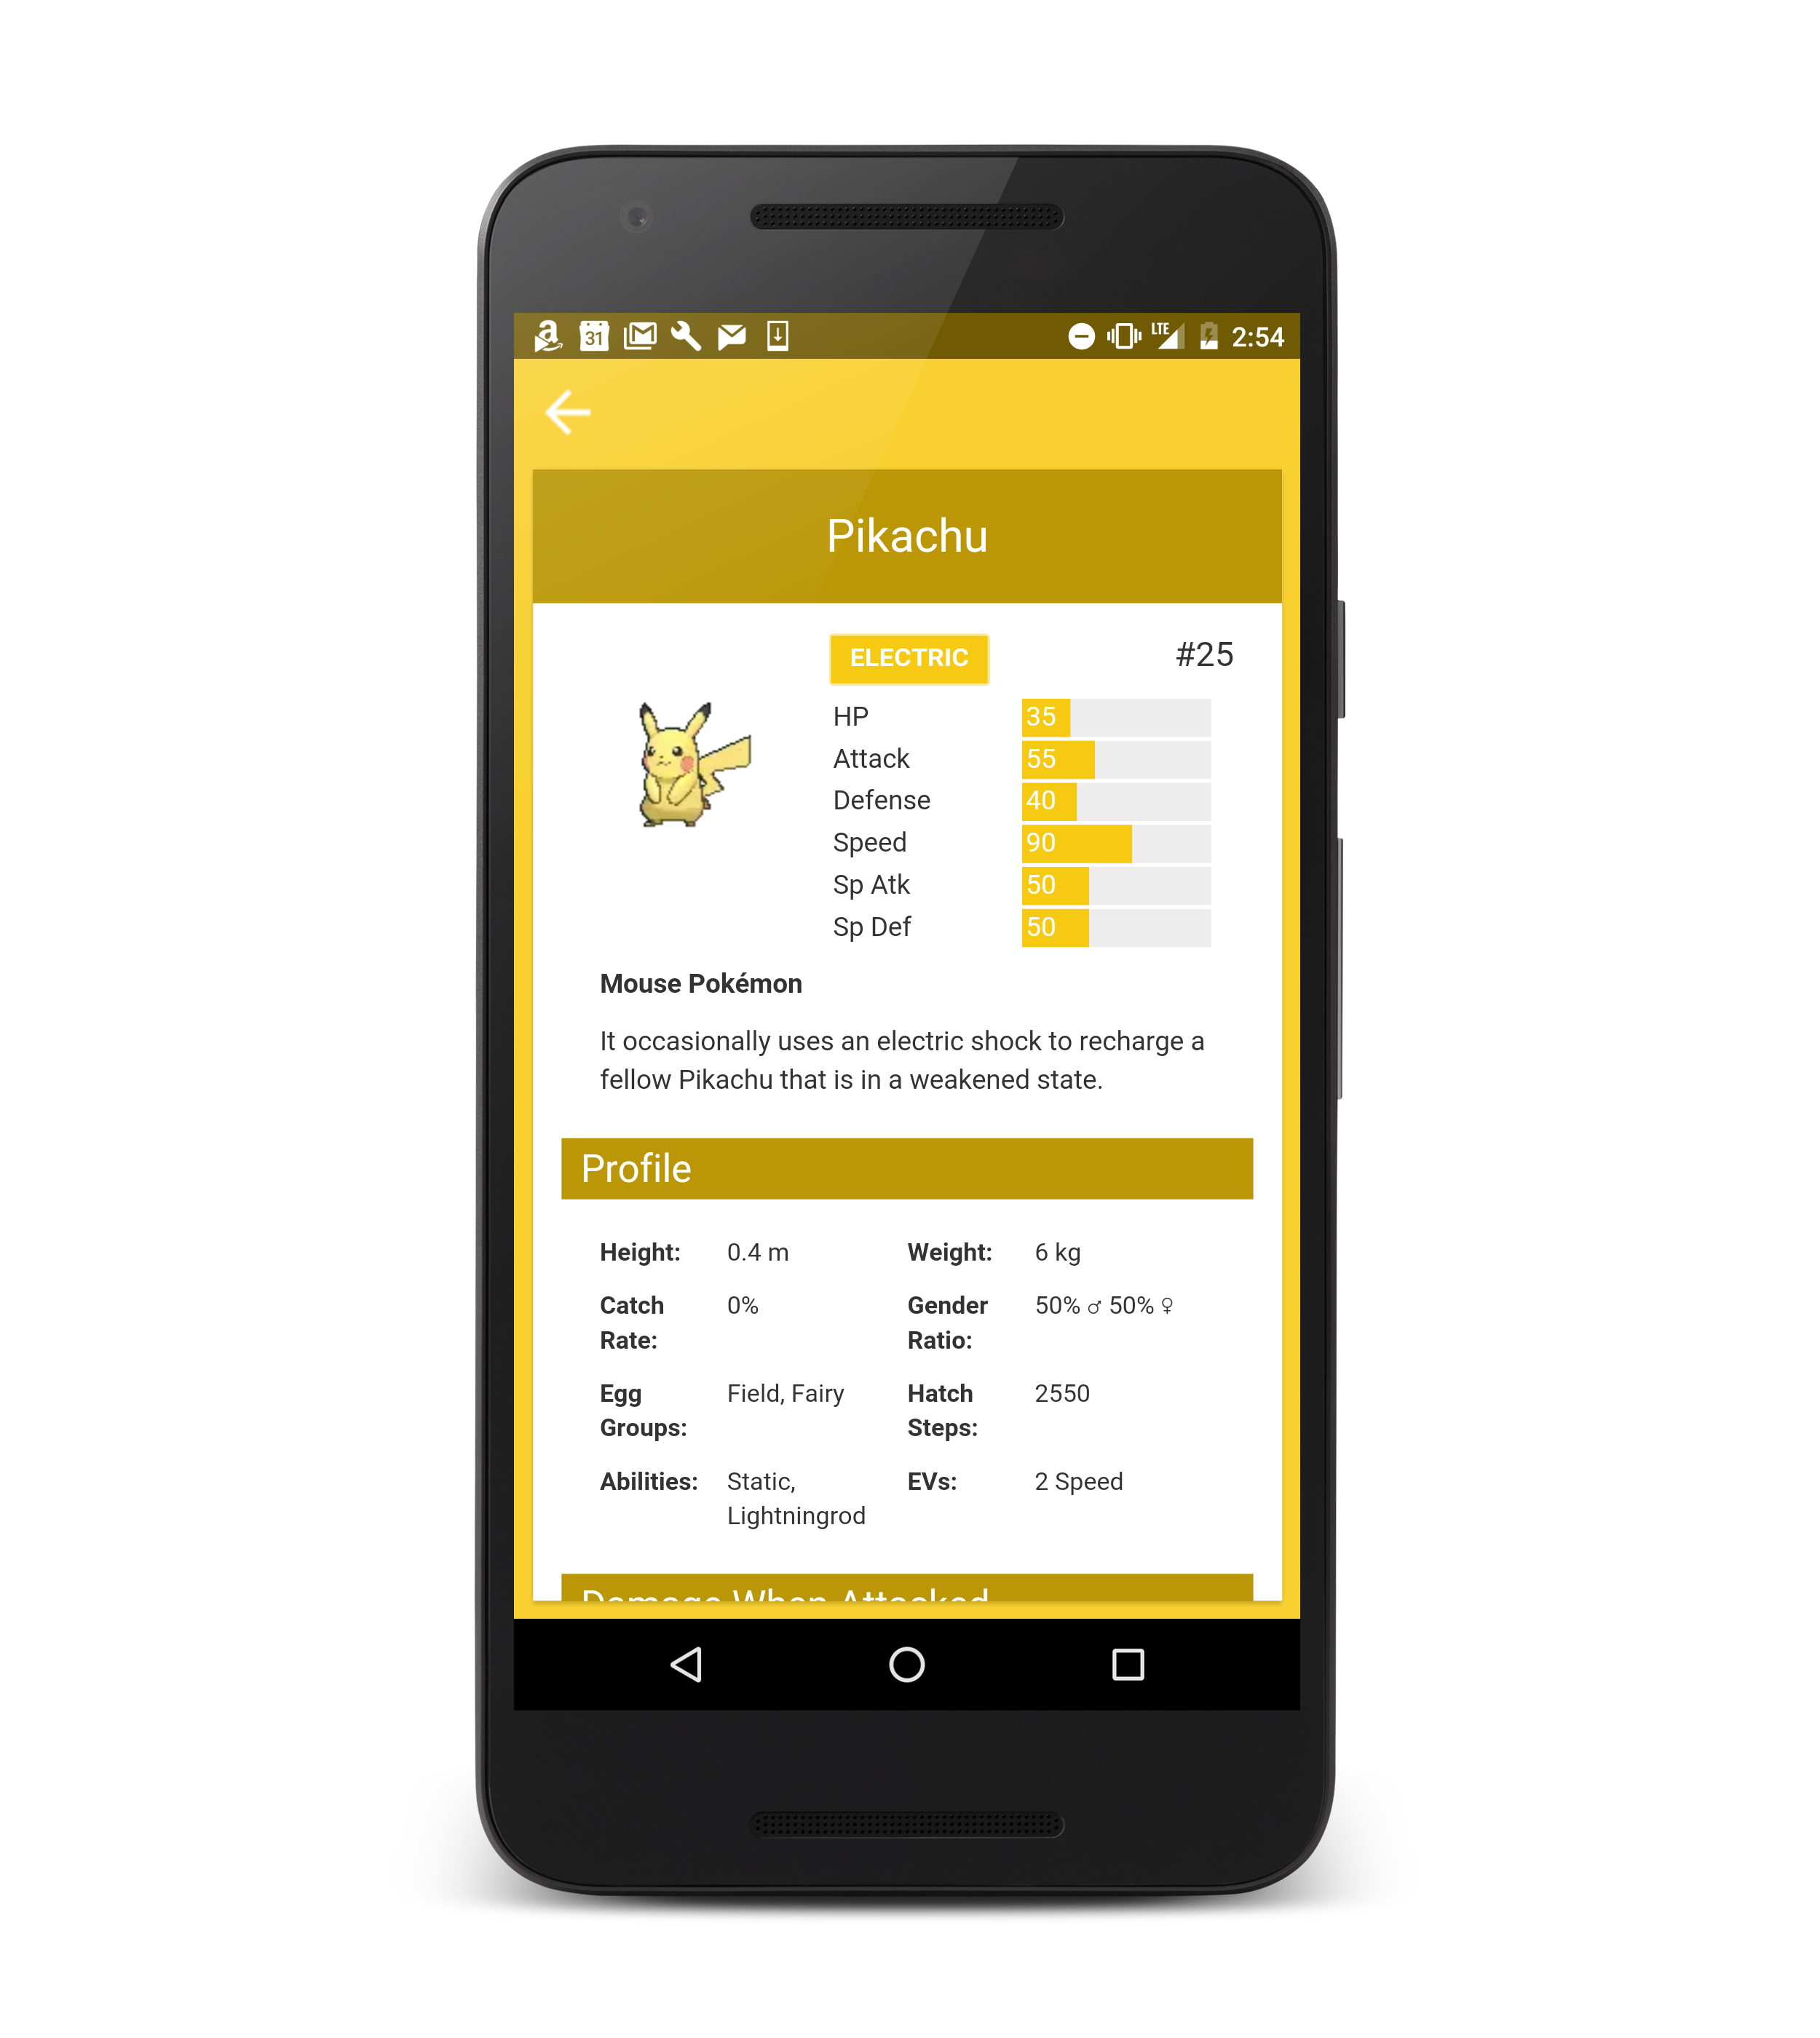 31 LTE 2:54
Pikachu
ELECTRIC #25
HP 35
Attack 55
Defense 40
Speed 90
Sp Atk 50
Sp Def 50
Mouse Pokémon
It occasionally uses an electric shock to recharge a
fellow Pikachu that is in a weakened state.
Profile
Height: 0.4 m Weight: 6 kg
Catch Rate: 0% Gender Ratio: 50% ♂ 50% ♀
Egg Groups: Field, Fairy Hatch Steps: 2550
Abilities: Static, Lightningrod EVs: 2 Speed
Damage When Attacked